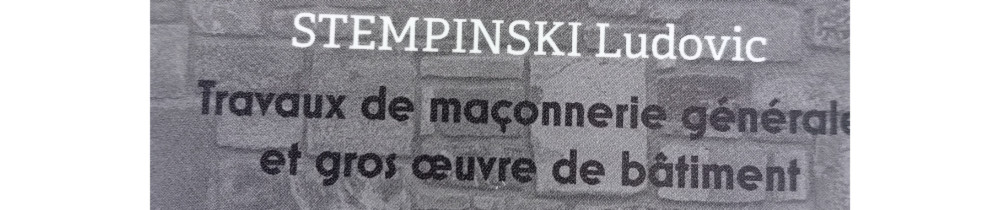 STEMPINSKI Ludovic
Travaux de maçonnerie générale
et gros œuvre de bâtiment